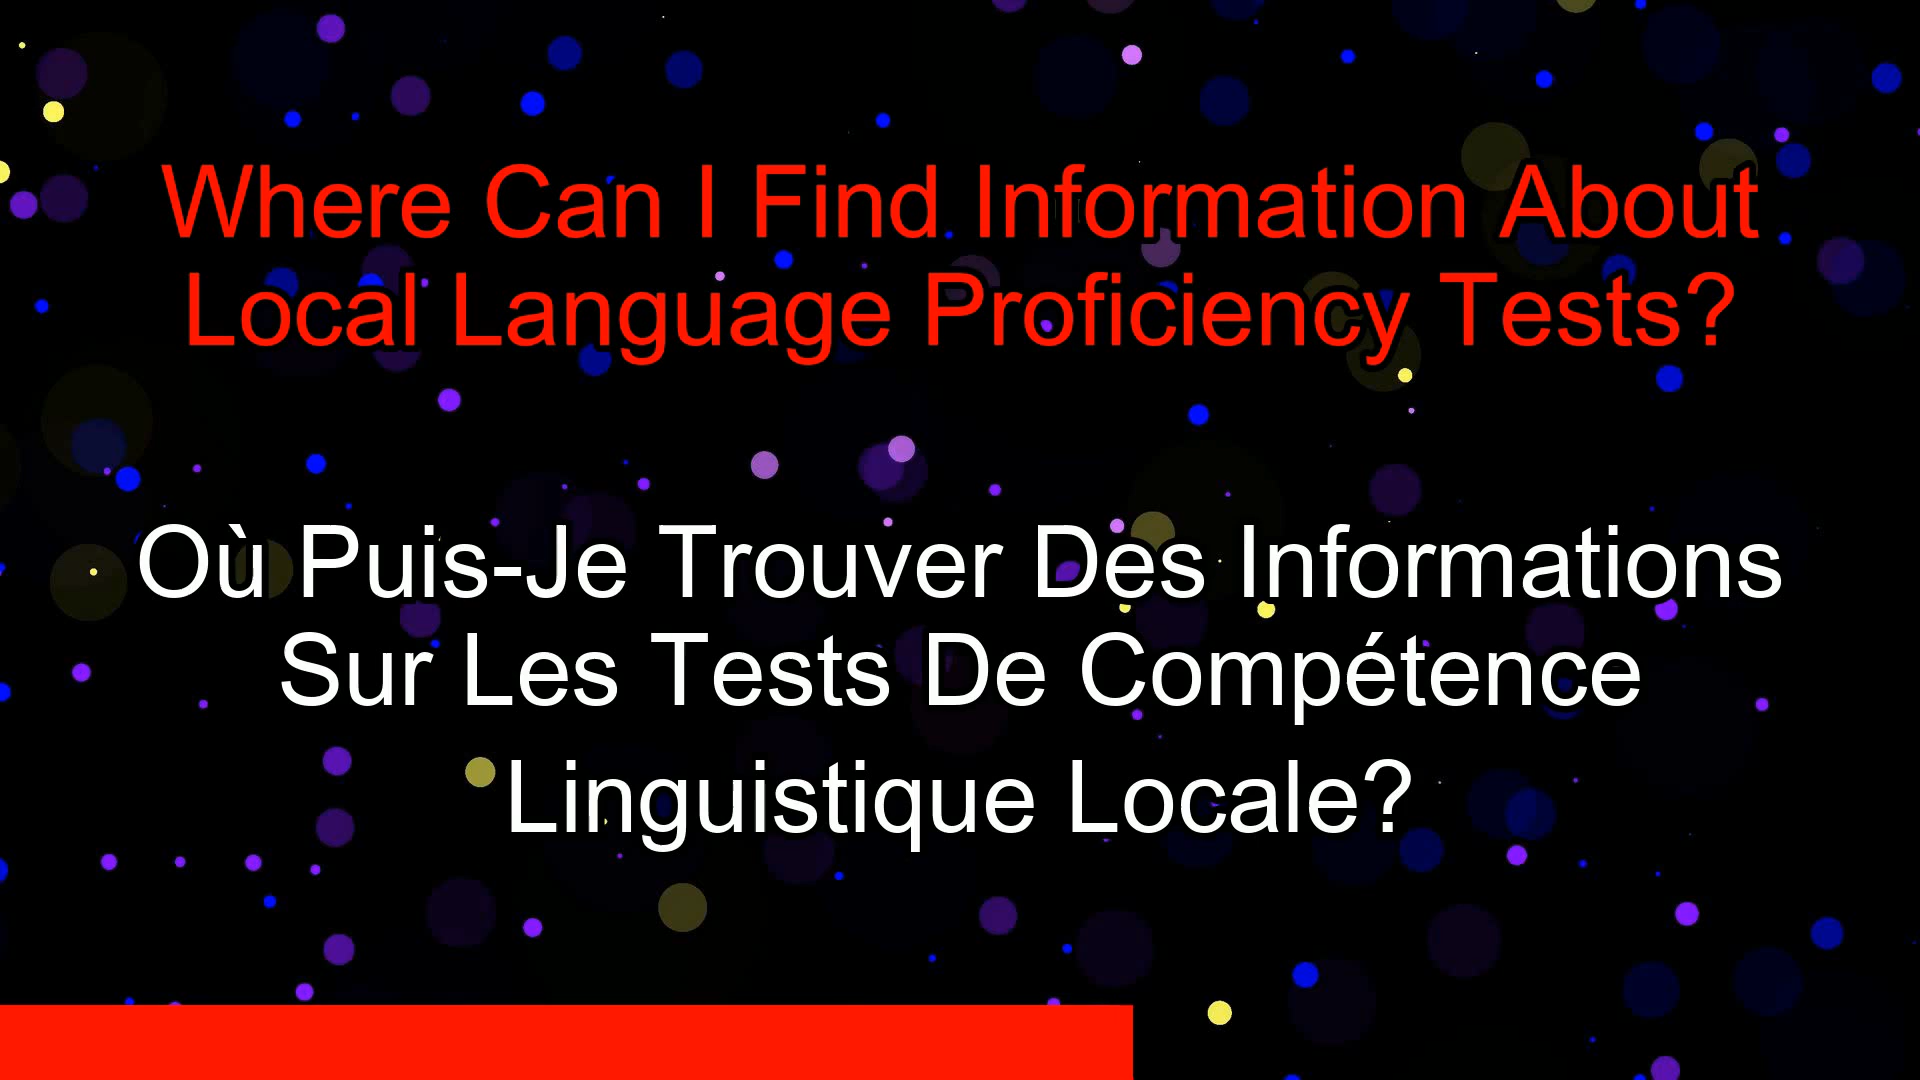 Where Can I Find Information About
Local Language Proficiency Tests?
Où Puis-Je Trouver Des Informations
Sur Les Tests De Compétence
Linguistique Locale?